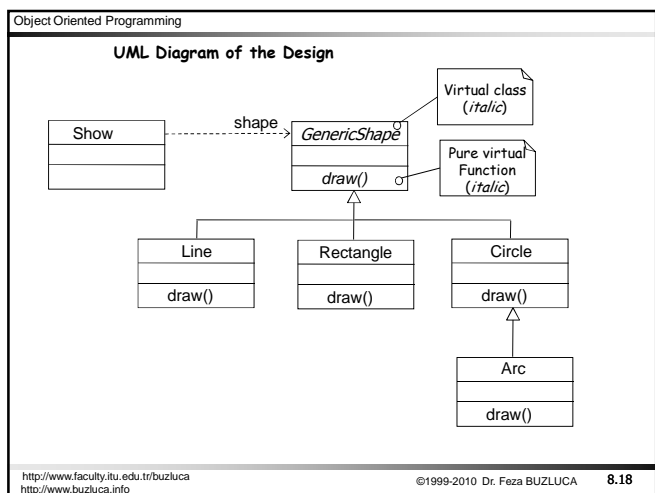 Object Oriented Programming
UML Diagram of the Design
Virtual class
(italic)
Show
shape
GenericShape
draw()
Pure virtual
Function
(italic)
Line
draw()
Rectangle
draw()
Circle
draw()
Arc
draw()
http://www.faculty.itu.edu.tr/buzluca
http://www.buzluca.info
©1999-2010 Dr. Feza BUZLUCA
8.18